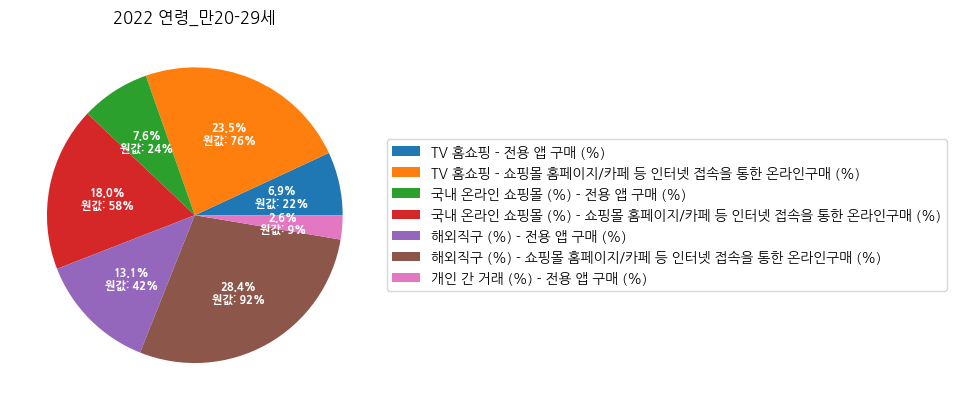 2022 연령_만20-29세
23.5%
원값: 76%
7.6%
원값: 24%
18.0%
원값: 58%
6.9%
원값: 22%
2.6%
원값: 9%
13.1%
원값: 42%
28.4%
원값: 92%
TV 홈쇼핑 - 전용 앱 구매 (%)
TV 홈쇼핑 - 쇼핑몰 홈페이지/카페 등 인터넷 접속을 통한 온라인구매 (%)
국내 온라인 쇼핑몰 (%) - 전용 앱 구매 (%)
국내 온라인 쇼핑몰 (%) - 쇼핑몰 홈페이지/카페 등 인터넷 접속을 통한 온라인구매 (%)
해외직구 (%) - 전용 앱 구매 (%)
해외직구 (%) - 쇼핑몰 홈페이지/카페 등 인터넷 접속을 통한 온라인구매 (%)
개인 간 거래 (%) - 전용 앱 구매 (%)